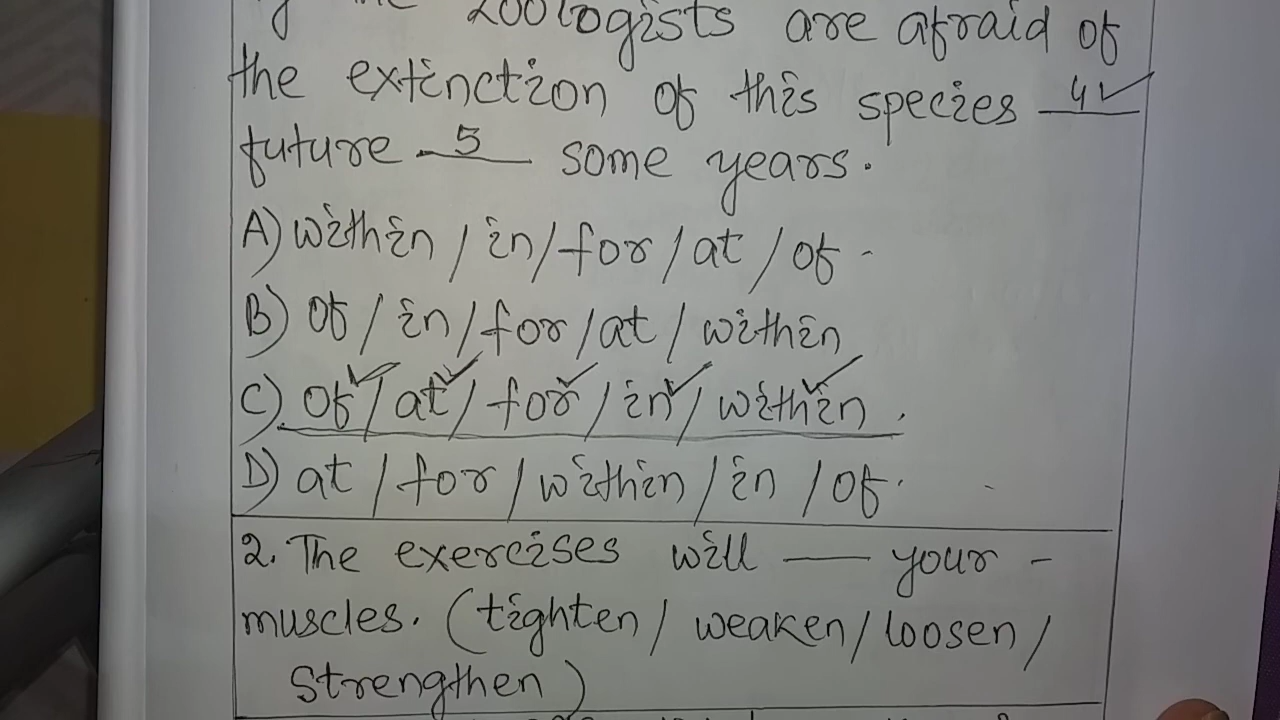 Zoologists are afraid of
the extinction of this species 4
future 5 some years.
A) within / in / for / at / of
B) of / in / for / at / within
C) of / at / for / in / within.
D) at / for / within / in / of.
2. The exercises will — your -
muscles. (tighten / weaken / loosen /
strengthen)